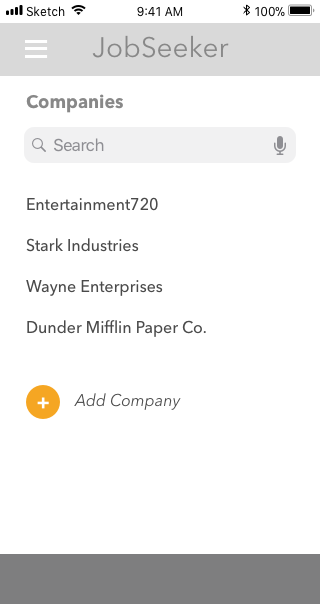 Sketch 9:41 AM 100%
JobSeeker
Companies
Search
Entertainment720
Stark Industries
Wayne Enterprises
Dunder Mifflin Paper Co.
+ Add Company